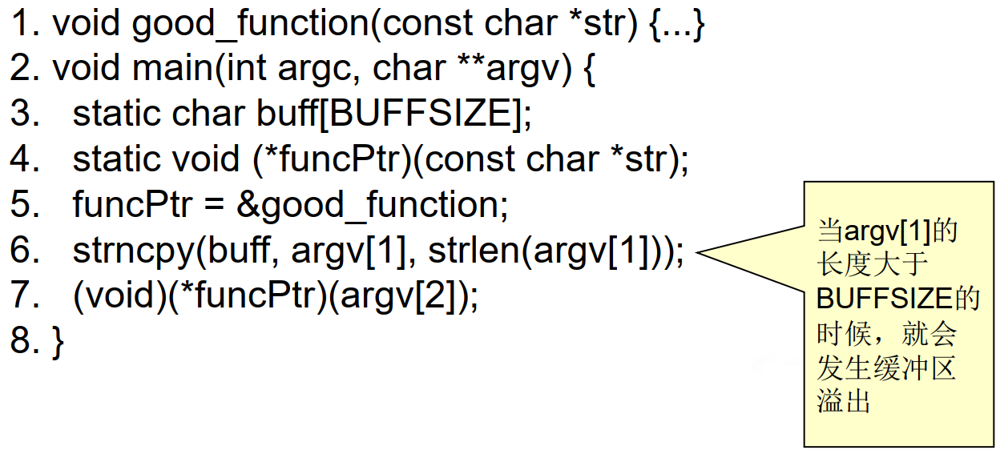 1. void good_function(const char *str) {...}
2. void main(int argc, char **argv) {
3. static char buff[BUFFSIZE];
4. static void (*funcPtr)(const char *str);
5. funcPtr = &good_function;
6. strncpy(buff, argv[1], strlen(argv[1]));
7. (void)(*funcPtr)(argv[2]);
8. }
当argv[1]的
长度大于
BUFFSIZE的
时候，就会
发生缓冲区
溢出